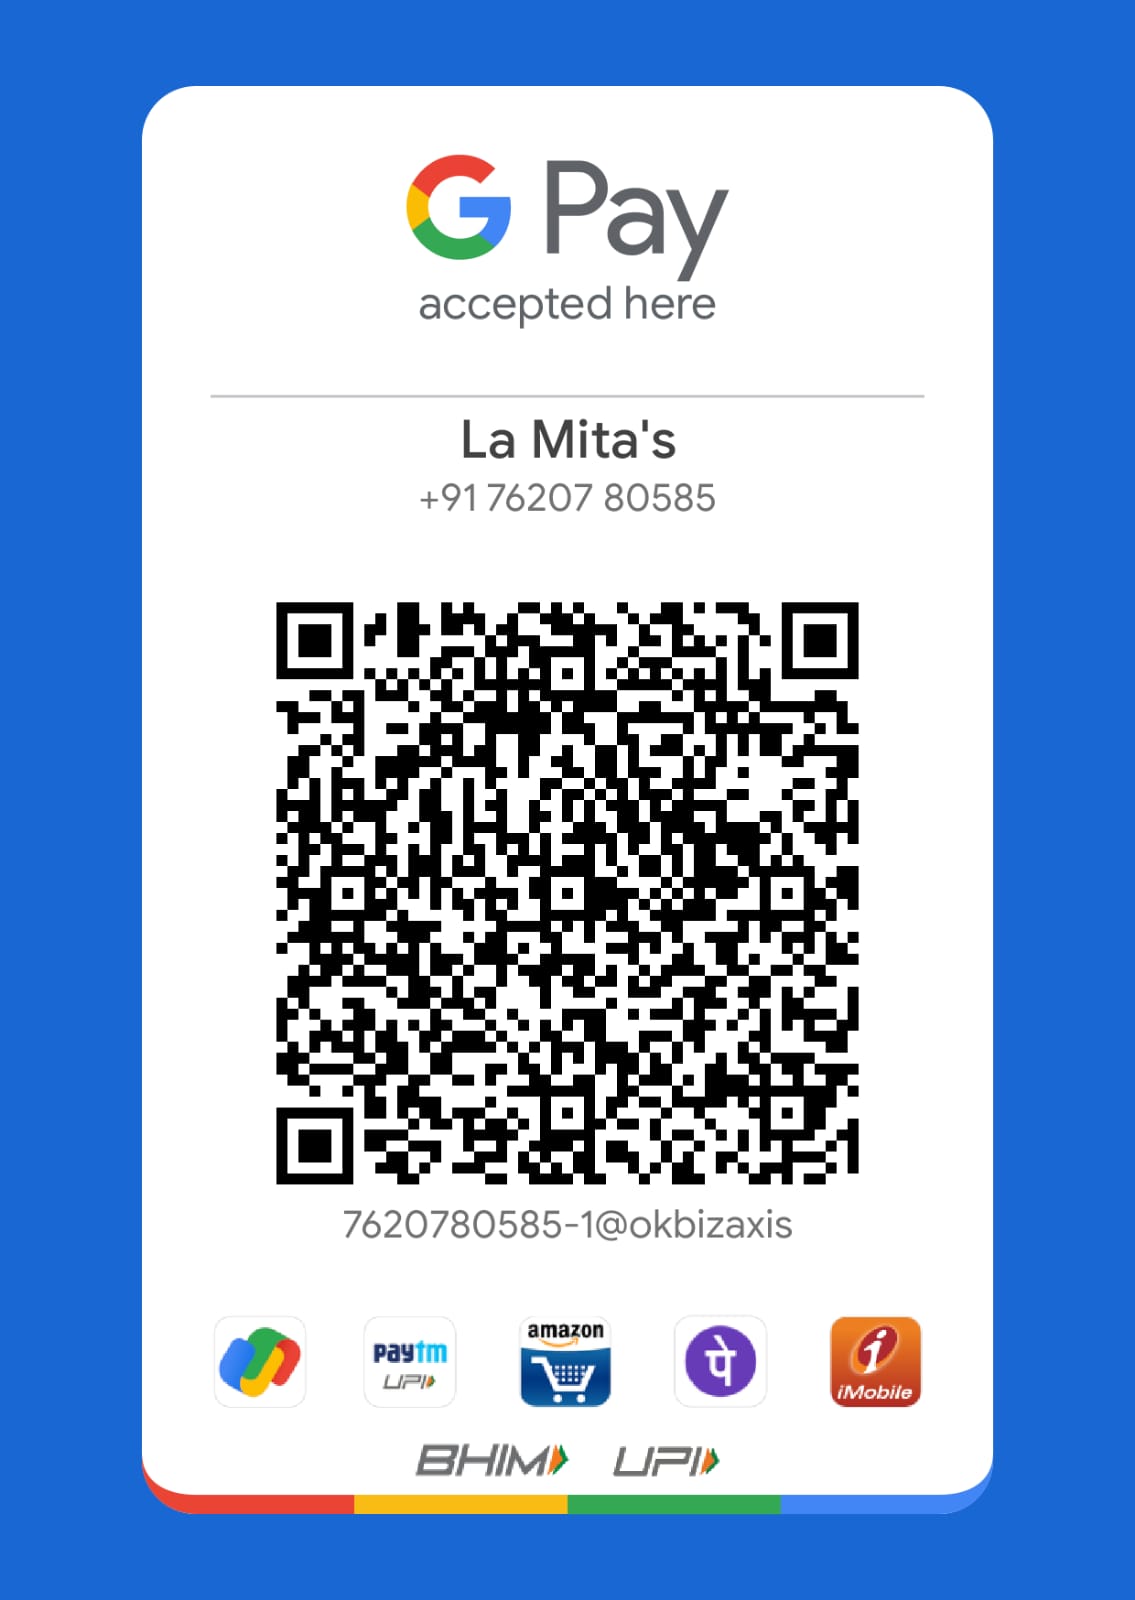 G Pay
accepted here
La Mita's
+91 76207 80585
7620780585-1@okbizaxis
paytm
UPI
amazon
पे
i
iMobile
BHIM UPI